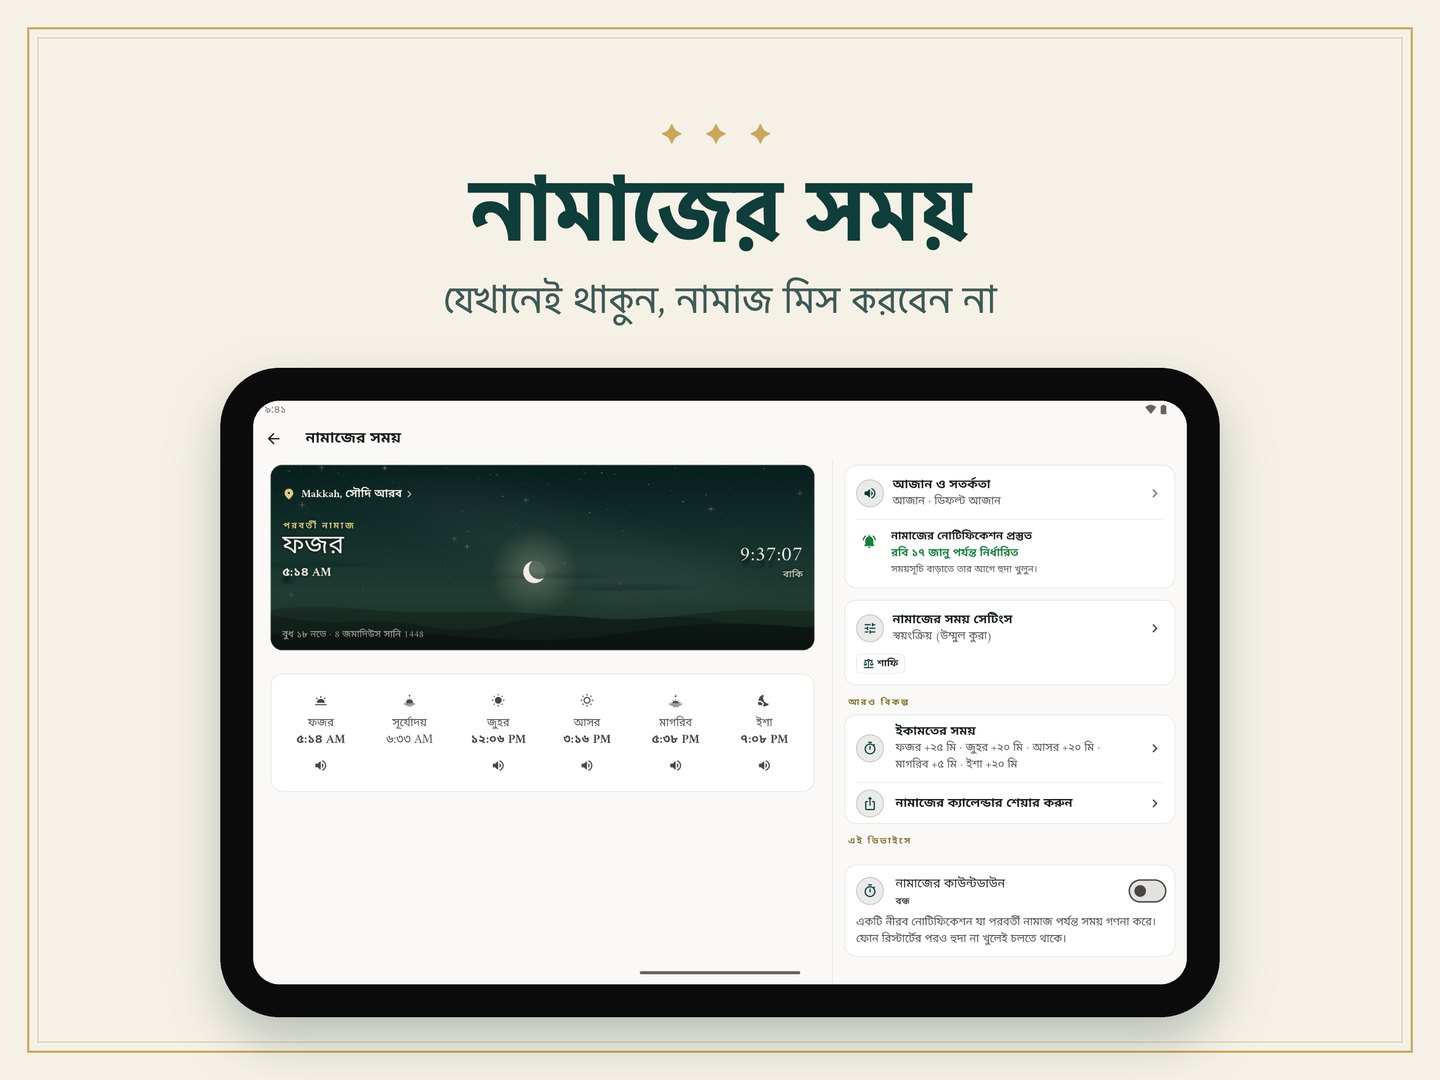 নামাজের সময়
যেখানেই থাকুন, নামাজ মিস করবেন না
৯:৪১
নামাজের সময়
Makkah, সৌদি আরব
পরবর্তী নামাজ
ফজর
৫:১৪ AM
9:37:07
বাকি
বুধ ১৮ নভে · 8 জমাদিউস সানি 1448
ফজর সূর্যোদয় জুহর আসর মাগরিব ইশা
৫:১৪ AM ৬:৩৩ AM ১২:০৬ PM ৩:১৬ PM ৫:৩৮ PM ৭:০৮ PM
আজান ও সতর্কতা
আজান · ডিফল্ট আজান
নামাজের নোটিফিকেশন প্রস্তুত
রবি ১৭ জানু পর্যন্ত নির্ধারিত
সময়সূচি বাড়াতে তার আগে হুদা খুলুন।
নামাজের সময় সেটিংস
স্বয়ংক্রিয় (উম্মুল কুরা)
শাফি
আরও বিকল্প
ইকামতের সময়
ফজর +২৫ মি · জুহর +২০ মি · আসর +২০ মি ·
মাগরিব +৫ মি · ইশা +২০ মি
নামাজের ক্যালেন্ডার শেয়ার করুন
এই ডিভাইসে
নামাজের কাউন্টডাউন
বন্ধ
একটি নীরব নোটিফিকেশন যা পরবর্তী নামাজ পর্যন্ত সময় গণনা করে।
ফোন রিস্টার্টের পরও হুদা না খুলেই চলতে থাকে।